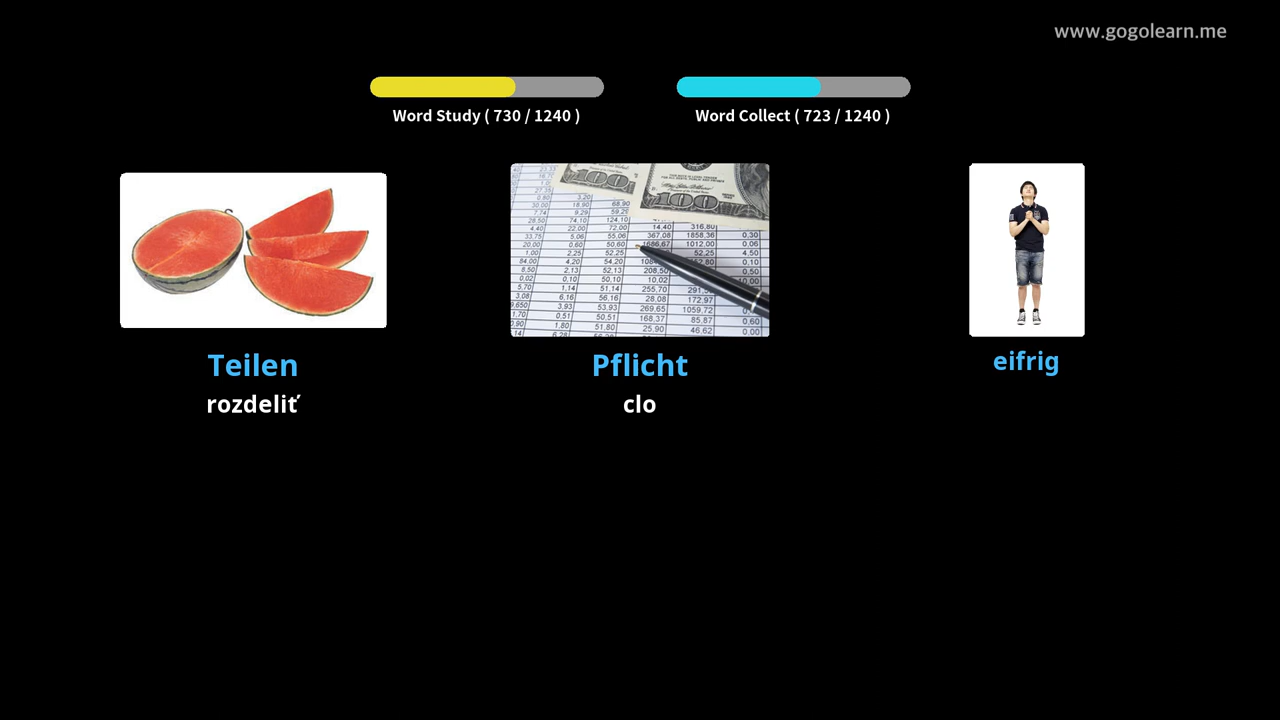 www.gogolearn.me
Word Study ( 730 / 1240 )
Word Collect ( 723 / 1240 )
Teilen
rozdeliť
Pflicht
clo
eifrig